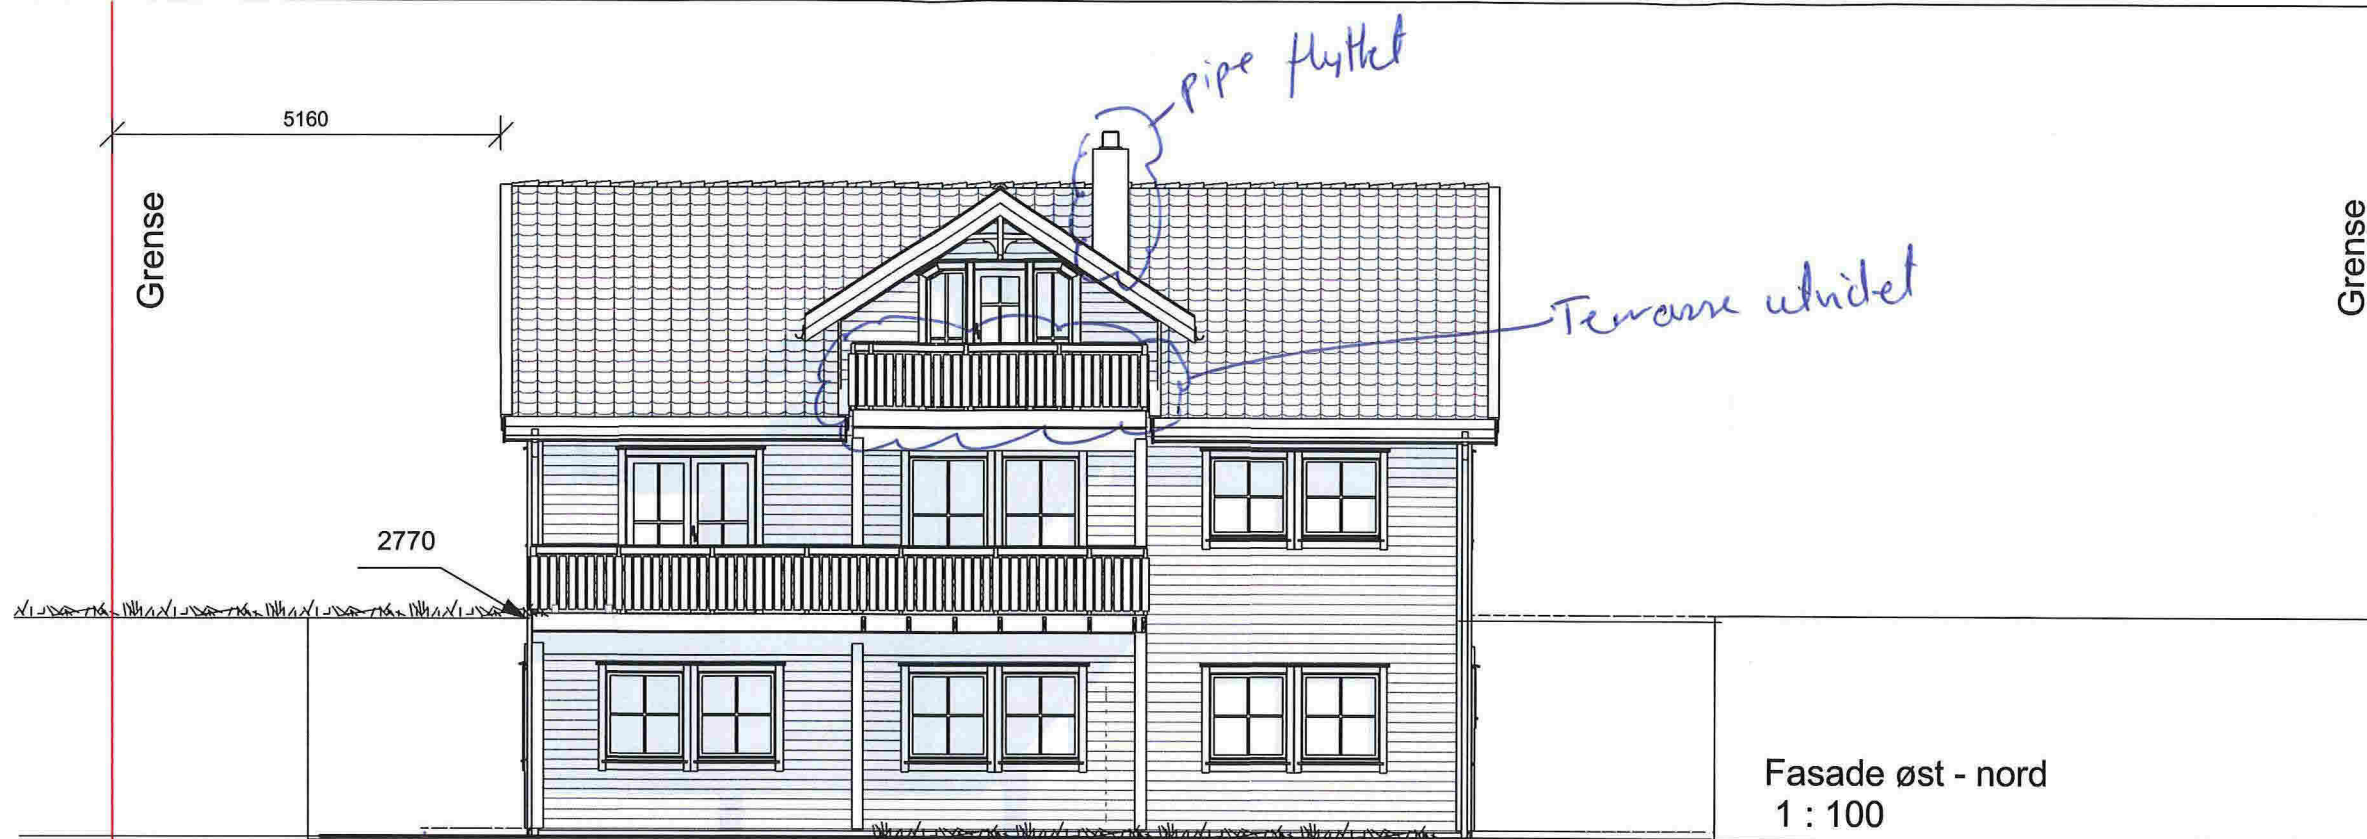 pipe flyttet
5160
Grense
Grense
Terrasse utvidet
2770
Fasade øst - nord
1 : 100